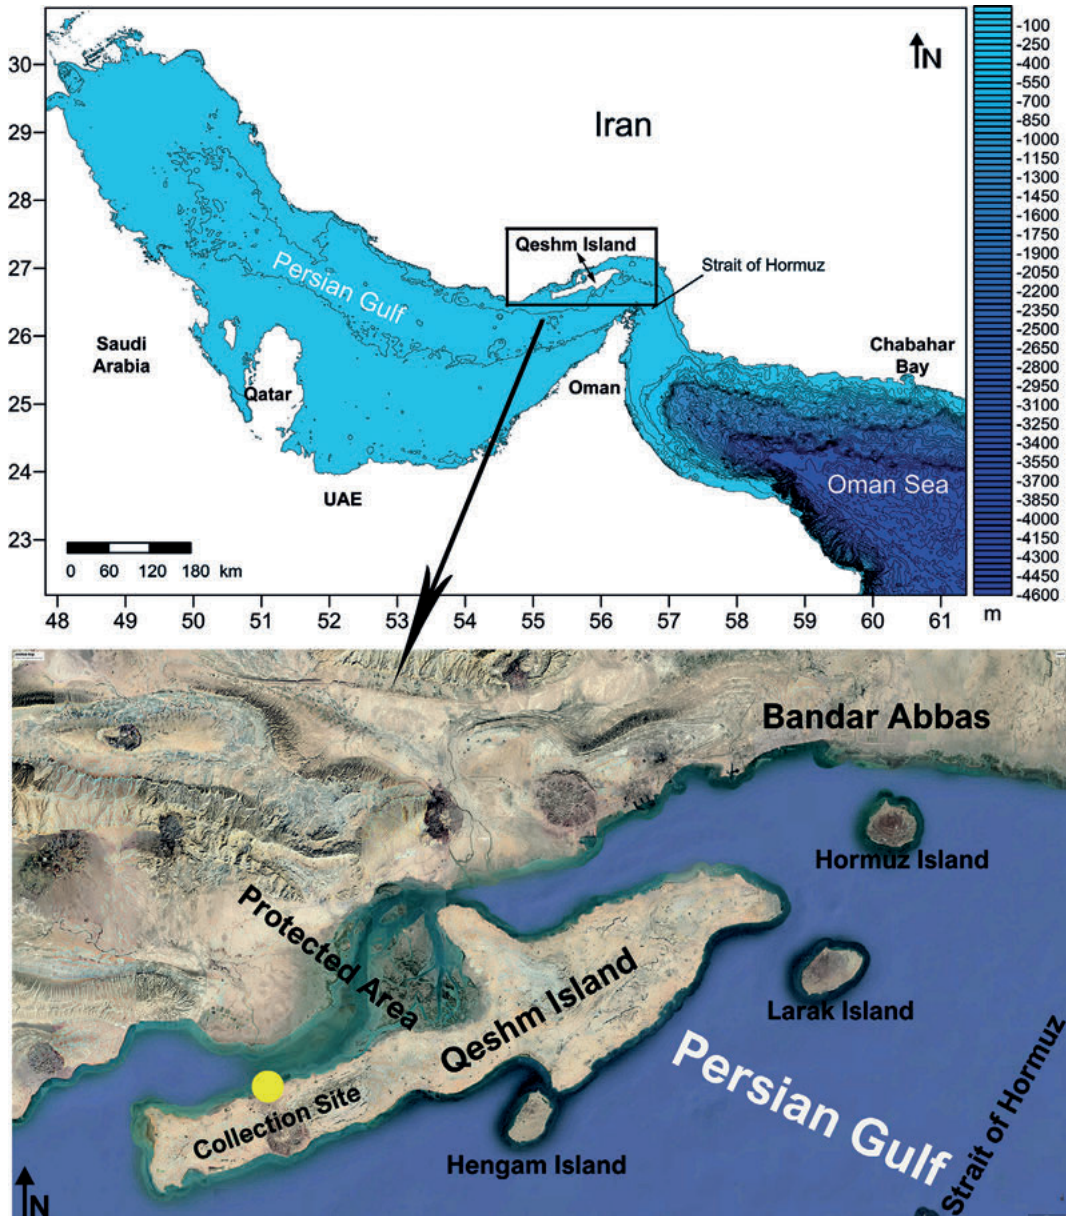 30
29
28
27
26
25
24
23
N
Iran
Qeshm Island
Strait of Hormuz
Persian Gulf
Saudi
Arabia
Qatar
Oman
Chabahar
Bay
UAE
Oman Sea
0 60 120 180 km
48 49 50 51 52 53 54 55 56 57 58 59 60 61
-100
-250
-400
-550
-700
-850
-1000
-1150
-1300
-1450
-1600
-1750
-1900
-2050
-2200
-2350
-2500
-2650
-2800
-2950
-3100
-3250
-3400
-3550
-3700
-3850
-4000
-4150
-4300
-4450
-4600
m
Bandar Abbas
Hormuz Island
Protected Area
Qeshm Island
Larak Island
Collection Site
Hengam Island
Persian Gulf
Strait of Hormuz
N